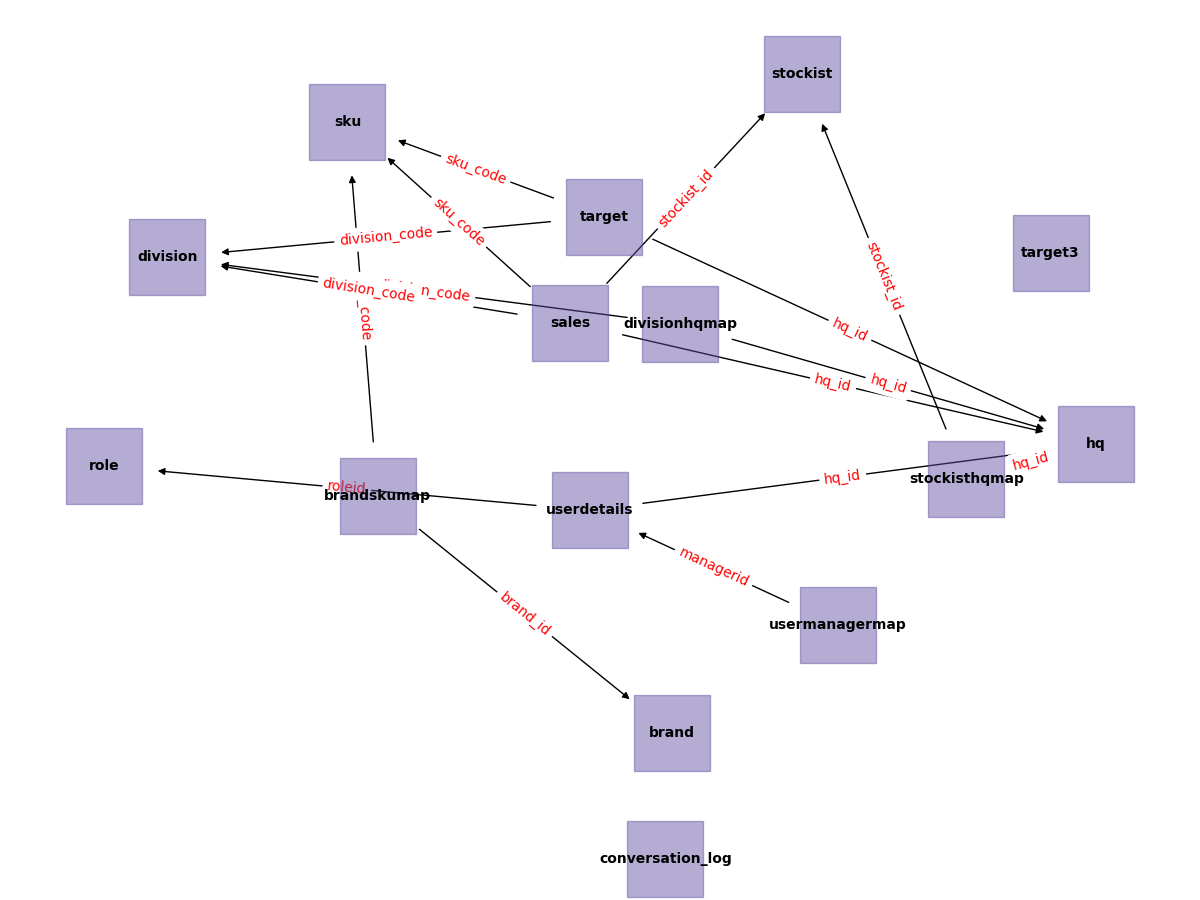 stockist
sku
sku_code
target
stockist_id
sku_code
division_code
division
target3
stockist_id
n_code
division_code
_code
sales
divisionhqmap
hq_id
hq_id
hq_id
hq
role
hq_id
stockisthqmap
hq_id
roleid
brandskumap
userdetails
managerid
brand_id
usermanagermap
brand
conversation_log